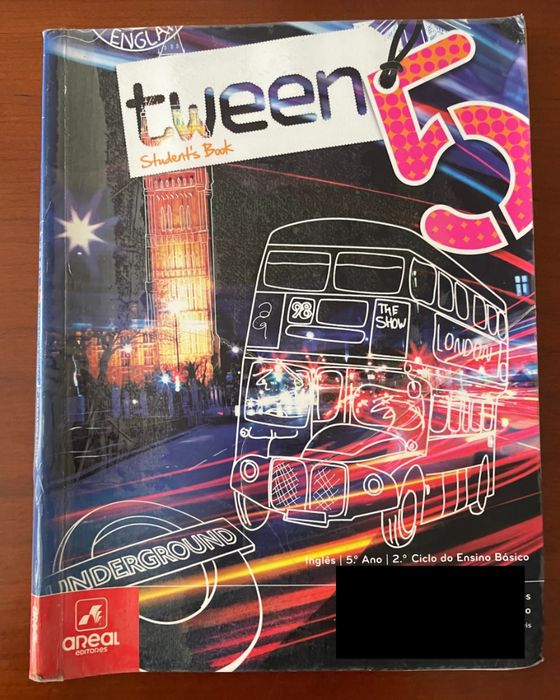 ENGLA
tween 5
Student's Book
98
THE
SHOW
LONDON
UNDERGROUND
Inglês | 5.º Ano | 2.º Ciclo do Ensino Básico
aReaL
EDITORES